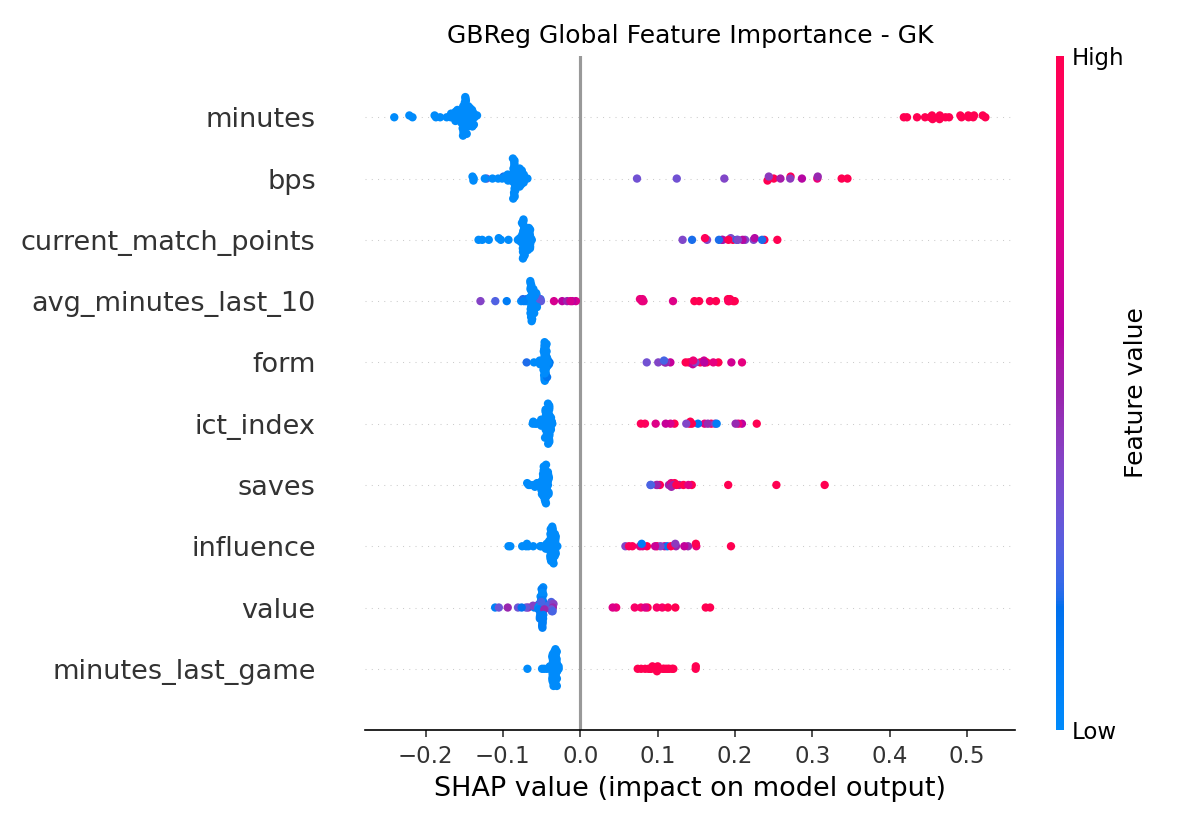 GBReg Global Feature Importance - GK
High
minutes
bps
current_match_points
avg_minutes_last_10
form
ict_index
saves
influence
value
minutes_last_game
Feature value
Low
−0.2 −0.1 0.0 0.1 0.2 0.3 0.4 0.5
SHAP value (impact on model output)